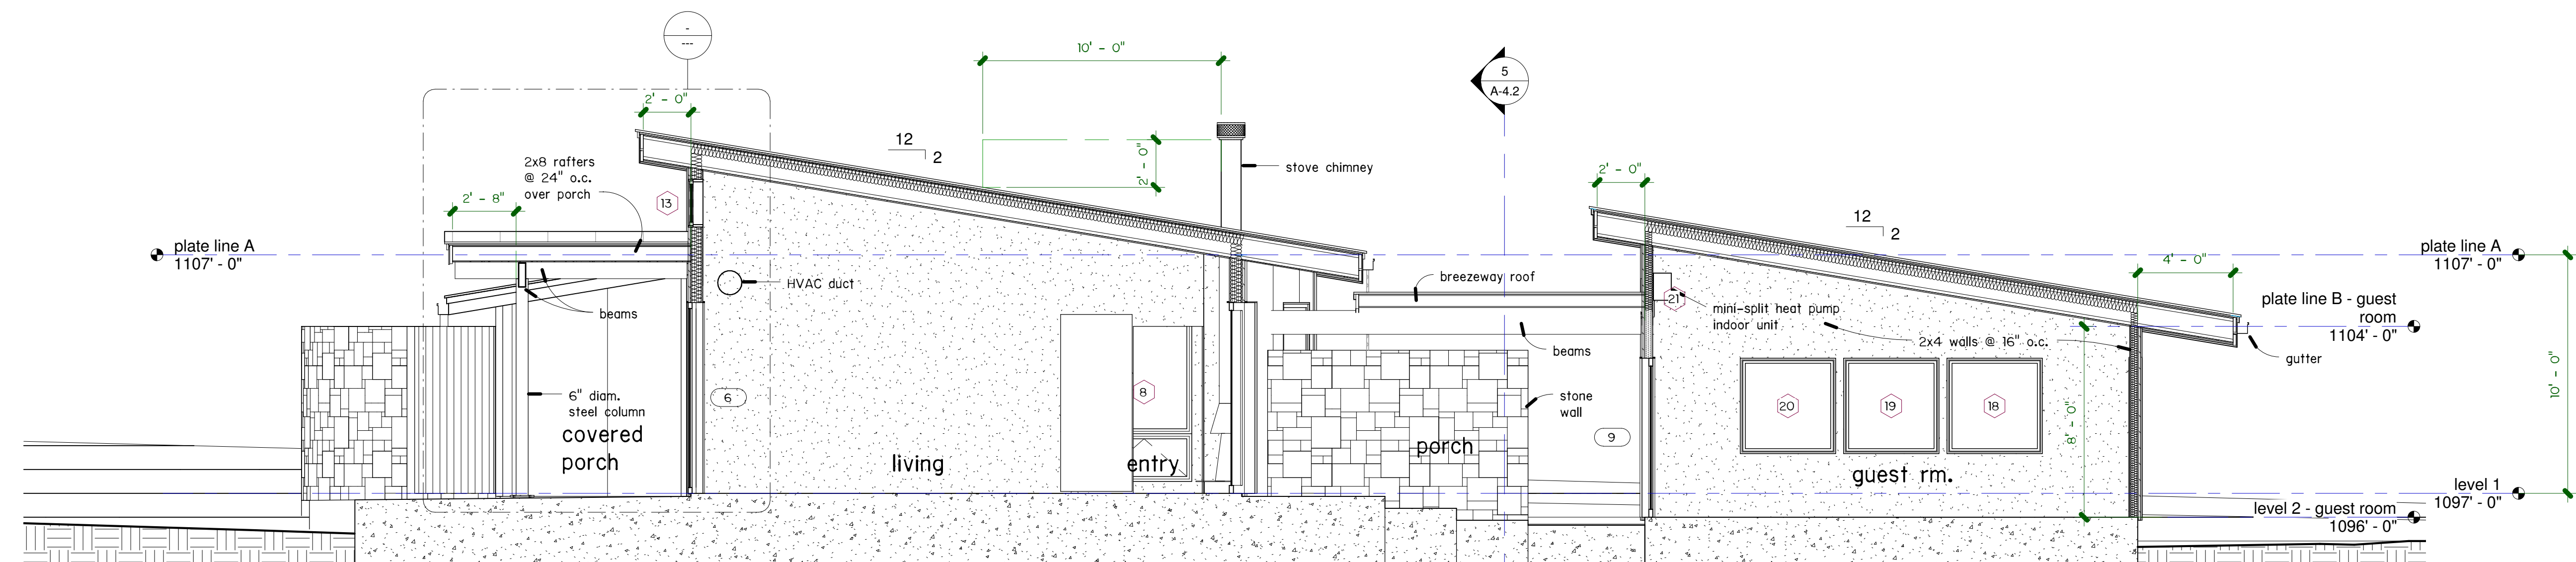 -
---
10' - 0"
5
A-4.2
2' - 0"
12
2
2' - 0"
stove chimney
2x8 rafters
@ 24" o.c.
over porch
2' - 8"
13
2' - 0"
12
2
plate line A
1107' - 0"
plate line A
1107' - 0"
4' - 0"
HVAC duct
breezeway roof
21
mini-split heat pump
indoor unit
plate line B - guest
room
1104' - 0"
beams
beams
2x4 walls @ 16" o.c.
gutter
10' - 0"
6" diam.
steel column
6
8
stone
wall
20
19
18
8' - 0"
covered
porch
living
entry
porch
9
guest rm.
level 1
1097' - 0"
level 2 - guest room
1096' - 0"